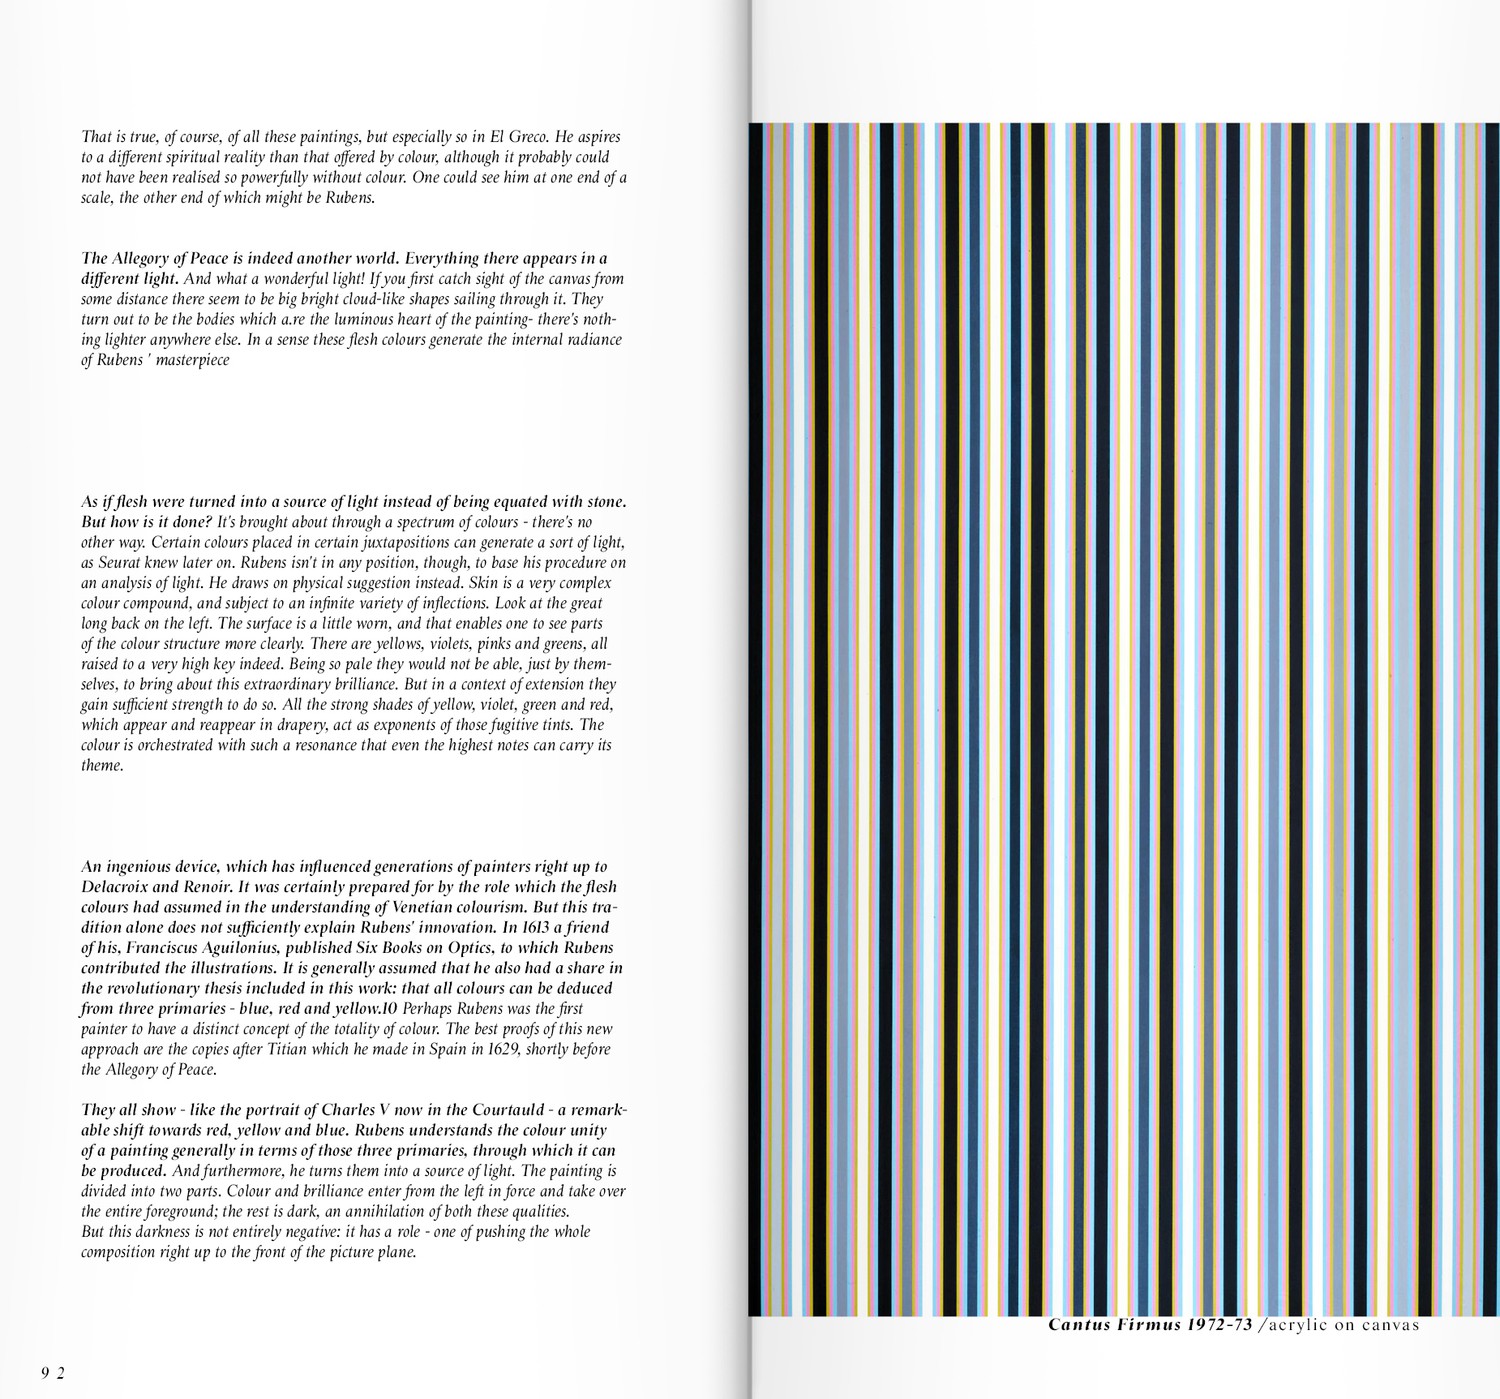 That is true, of course, of all these paintings, but especially so in El Greco. He aspires
to a different spiritual reality than that offered by colour, although it probably could
not have been realised so powerfully without colour. One could see him at one end of a
scale, the other end of which might be Rubens.
The Allegory of Peace is indeed another world. Everything there appears in a
different light. And what a wonderful light! If you first catch sight of the canvas from
some distance there seem to be big bright cloud-like shapes sailing through it. They
turn out to be the bodies which a.re the luminous heart of the painting- there's noth-
ing lighter anywhere else. In a sense these flesh colours generate the internal radiance
of Rubens ' masterpiece
As if flesh were turned into a source of light instead of being equated with stone.
But how is it done? It's brought about through a spectrum of colours - there's no
other way. Certain colours placed in certain juxtapositions can generate a sort of light,
as Seurat knew later on. Rubens isn't in any position, though, to base his procedure on
an analysis of light. He draws on physical suggestion instead. Skin is a very complex
colour compound, and subject to an infinite variety of inflections. Look at the great
long back on the left. The surface is a little worn, and that enables one to see parts
of the colour structure more clearly. There are yellows, violets, pinks and greens, all
raised to a very high key indeed. Being so pale they would not be able, just by them-
selves, to bring about this extraordinary brilliance. But in a context of extension they
gain sufficient strength to do so. All the strong shades of yellow, violet, green and red,
which appear and reappear in drapery, act as exponents of those fugitive tints. The
colour is orchestrated with such a resonance that even the highest notes can carry its
theme.
An ingenious device, which has influenced generations of painters right up to
Delacroix and Renoir. It was certainly prepared for by the role which the flesh
colours had assumed in the understanding of Venetian colourism. But this tra-
dition alone does not sufficiently explain Rubens' innovation. In 1613 a friend
of his, Franciscus Aguilonius, published Six Books on Optics, to which Rubens
contributed the illustrations. It is generally assumed that he also had a share in
the revolutionary thesis included in this work: that all colours can be deduced
from three primaries - blue, red and yellow.10 Perhaps Rubens was the first
painter to have a distinct concept of the totality of colour. The best proofs of this new
approach are the copies after Titian which he made in Spain in 1629, shortly before
the Allegory of Peace.
They all show - like the portrait of Charles V now in the Courtauld - a remark-
able shift towards red, yellow and blue. Rubens understands the colour unity
of a painting generally in terms of those three primaries, through which it can
be produced. And furthermore, he turns them into a source of light. The painting is
divided into two parts. Colour and brilliance enter from the left in force and take over
the entire foreground; the rest is dark, an annihilation of both these qualities.
But this darkness is not entirely negative: it has a role - one of pushing the whole
composition right up to the front of the picture plane.
9 2
Cantus Firmus 1972-73 /acrylic on canvas